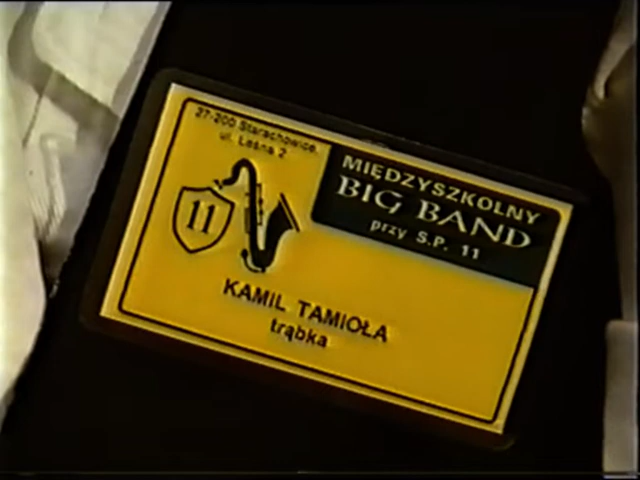 27-200 Starachowice,
ul. Leśna 2
MIĘDZYSZKOLNY
BIG BAND
przy S.P. 11
11
KAMIL TAMIOŁA
trąbka